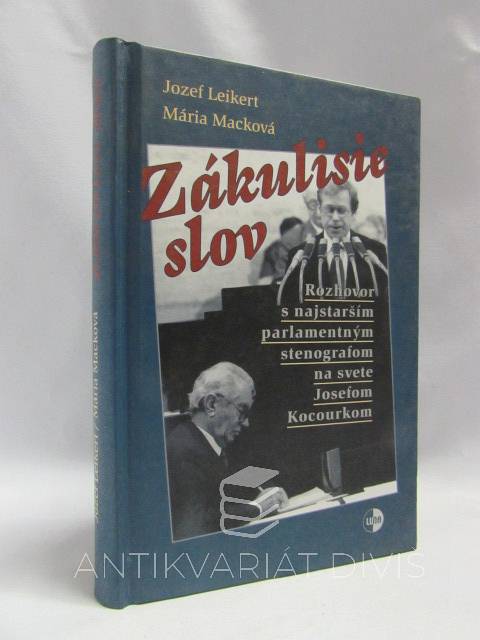 Jozef Leikert
Mária Macková
Zákulisie
slov
Rozhovor
s najstarším
parlamentným
stenografom
na svete
Josefom
Kocourkom
Jozef Leikert / Mária Macková
ANTIKVARIÁT DIVIŠ